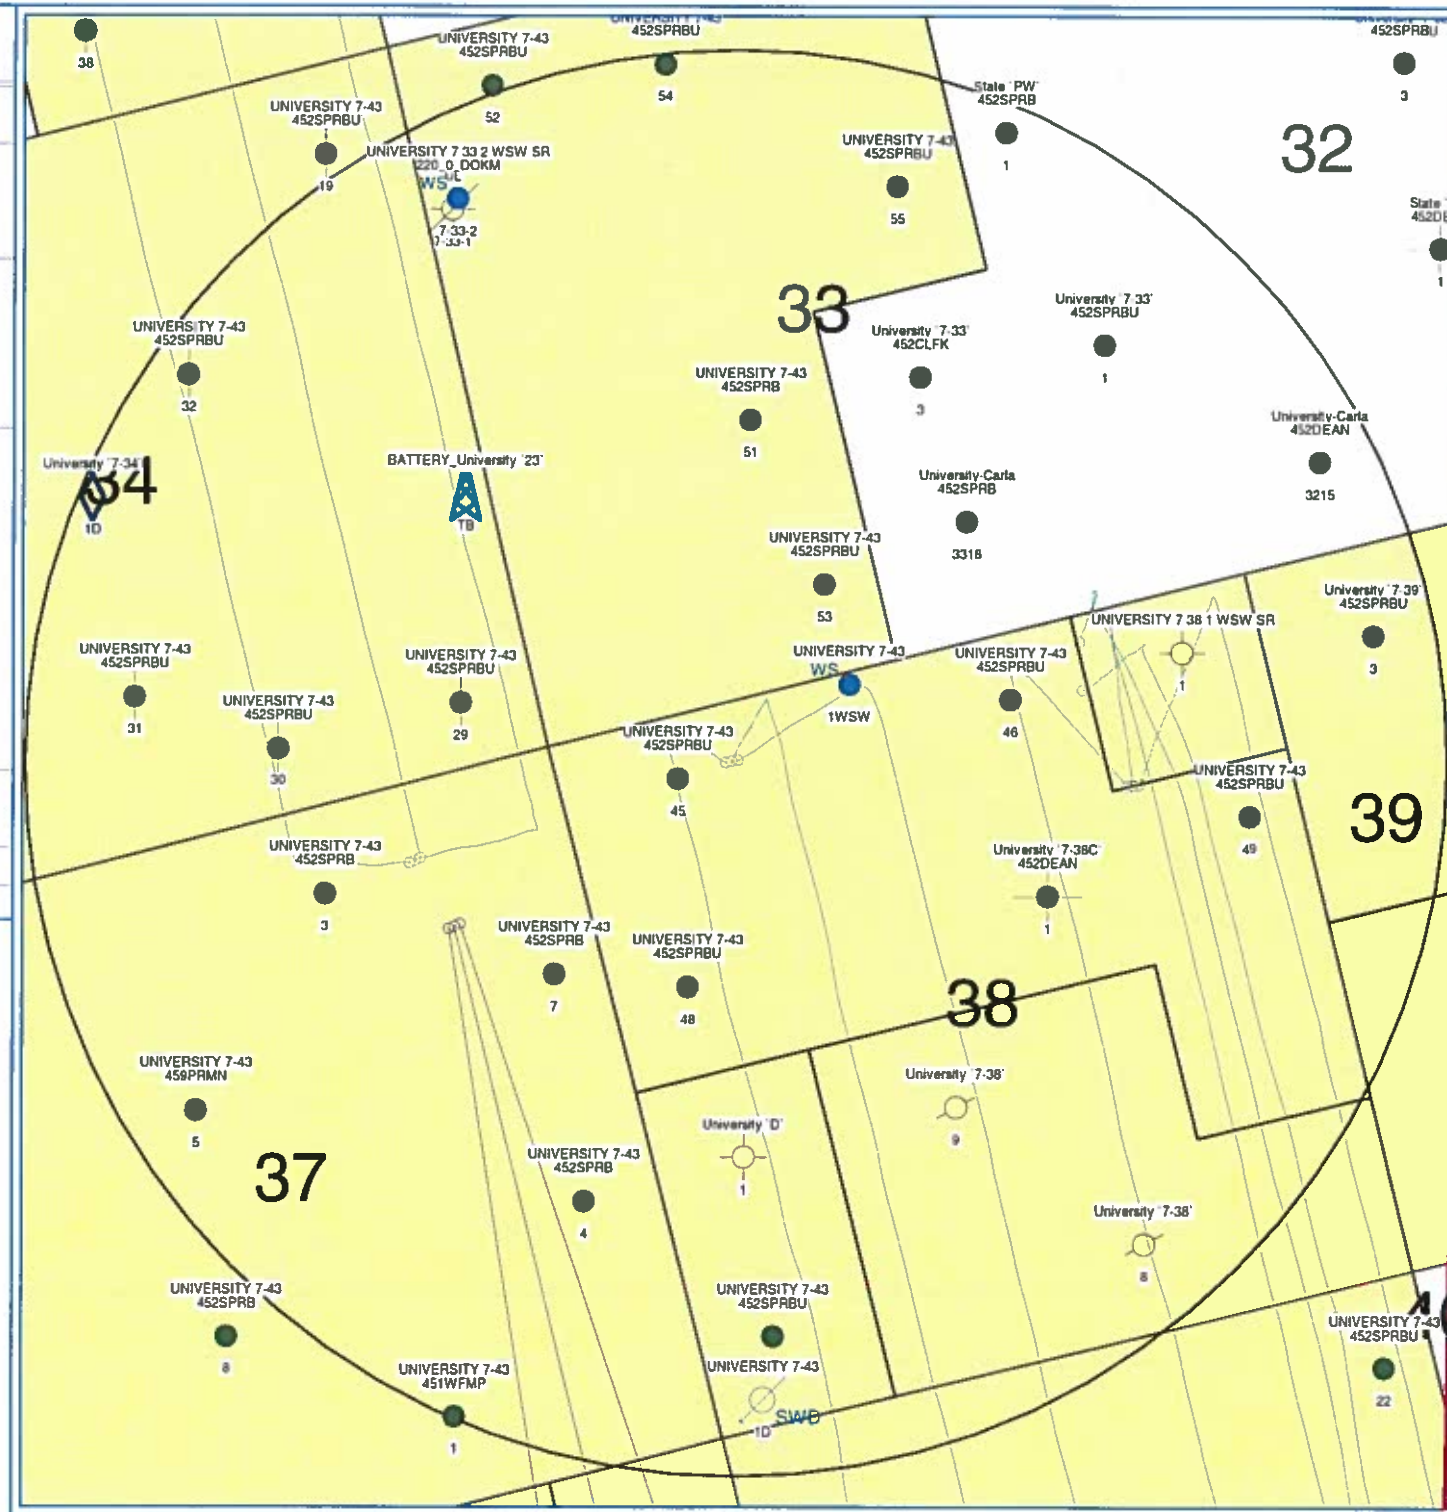 UNIVERSITY 7-43
452SPRBU
54
452SPRBU
3
38
UNIVERSITY 7-43
452SPRBU
52
State 'PW'
452SPRB
1
32
UNIVERSITY 7-43
452SPRBU
19
UNIVERSITY 7 33 2 WSW SR
WS
7-33-2
7-33-1
UNIVERSITY 7-43
452SPRBU
55
State
1
33
University '7-33'
452SPRBU
1
University '7-33'
452CLFK
3
UNIVERSITY 7-43
452SPRBU
32
UNIVERSITY 7-43
452SPRB
51
University-Carla
452DEAN
3215
University '7-34'
34
1D
BATTERY_University '23'
TB
University-Carla
452SPRB
3318
UNIVERSITY 7-43
452SPRBU
53
University '7-39'
452SPRBU
3
UNIVERSITY 7 38 1 WSW SR
1
UNIVERSITY 7-43
452SPRBU
31
UNIVERSITY 7-43
452SPRBU
29
UNIVERSITY 7-43
WS
1WSW
UNIVERSITY 7-43
452SPRBU
46
UNIVERSITY 7-43
452SPRBU
30
UNIVERSITY 7-43
452SPRBU
45
UNIVERSITY 7-43
452SPRBU
49
39
UNIVERSITY 7-43
452SPRB
3
University '7-38C'
452DEAN
1
UNIVERSITY 7-43
452SPRB
7
UNIVERSITY 7-43
452SPRBU
48
38
UNIVERSITY 7-43
459PRMN
5
University '7-38'
9
University 'D'
1
37
UNIVERSITY 7-43
452SPRB
4
University '7-38'
8
UNIVERSITY 7-43
452SPRB
8
UNIVERSITY 7-43
452SPRBU
UNIVERSITY 7-43
452SPRBU
22
UNIVERSITY 7-43
451WFMP
1
UNIVERSITY 7-43
SWD
1D